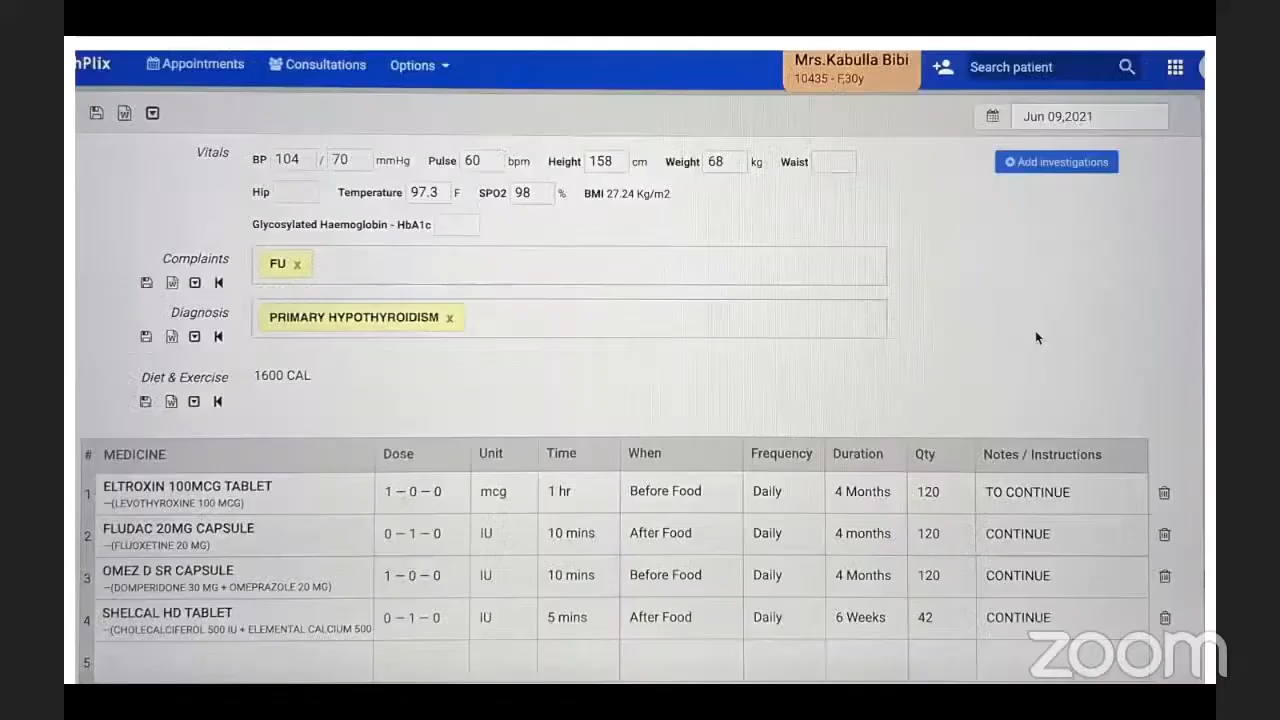 nPlix Appointments Consultations Options Mrs.Kabulla Bibi Search patient
10435 - F,30y
Jun 09,2021
Vitals BP 104 / 70 mmHg Pulse 60 bpm Height 158 cm Weight 68 kg Waist Add investigations
Hip Temperature 97.3 F SPO2 98 % BMI 27.24 Kg/m2
Glycosylated Haemoglobin - HbA1c
Complaints FU x
Diagnosis PRIMARY HYPOTHYROIDISM x
Diet & Exercise 1600 CAL
# MEDICINE Dose Unit Time When Frequency Duration Qty Notes / Instructions
1 ELTROXIN 100MCG TABLET 1 – 0 – 0 mcg 1 hr Before Food Daily 4 Months 120 TO CONTINUE
—(LEVOTHYROXINE 100 MCG)
2 FLUDAC 20MG CAPSULE 0 – 1 – 0 IU 10 mins After Food Daily 4 months 120 CONTINUE
—(FLUOXETINE 20 MG)
3 OMEZ D SR CAPSULE 1 – 0 – 0 IU 10 mins Before Food Daily 4 Months 120 CONTINUE
—(DOMPERIDONE 30 MG + OMEPRAZOLE 20 MG)
4 SHELCAL HD TABLET 0 – 1 – 0 IU 5 mins After Food Daily 6 Weeks 42 CONTINUE
—(CHOLECALCIFEROL 500 IU + ELEMENTAL CALCIUM 500
5
zoom